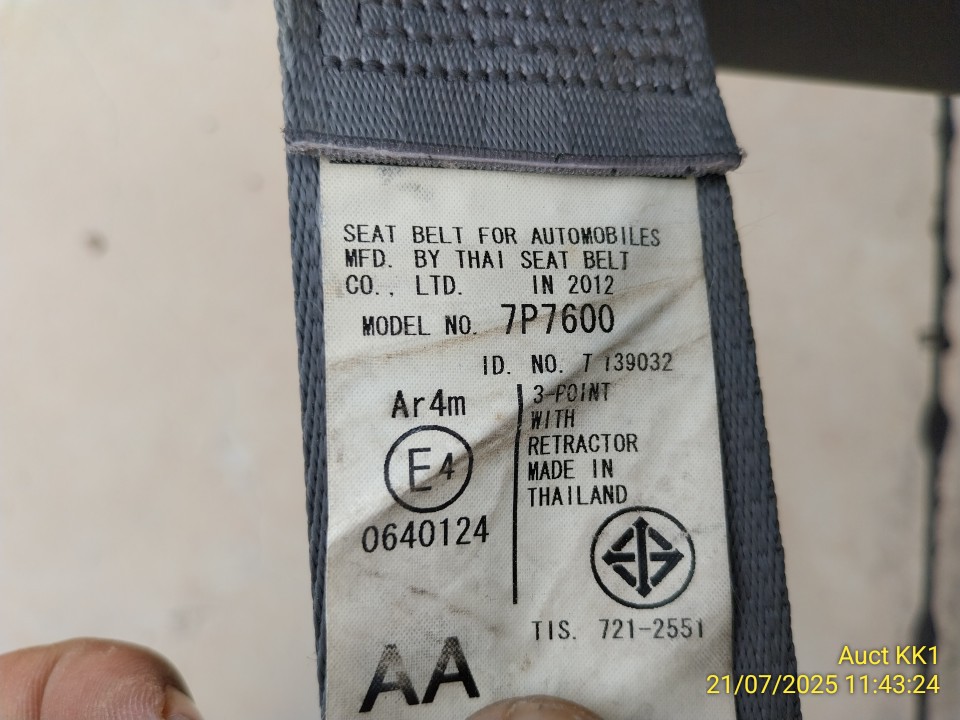 SEAT BELT FOR AUTOMOBILES
MFD. BY THAI SEAT BELT
CO., LTD. IN 2012
MODEL NO. 7P7600
ID. NO. T 139032
Ar4m
E4
0640124
3-POINT
WITH
RETRACTOR
MADE IN
THAILAND
TIS. 721-2551
AA
Auct KK1
21/07/2025 11:43:24